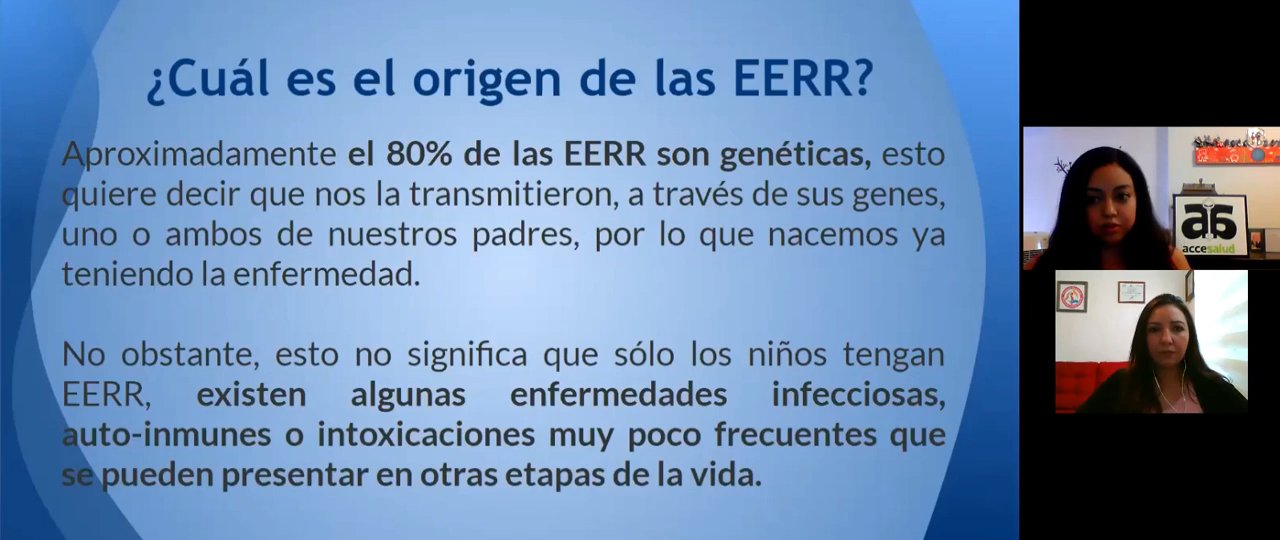 ¿Cuál es el origen de las EERR?
Aproximadamente el 80% de las EERR son genéticas, esto
quiere decir que nos la transmitieron, a través de sus genes,
uno o ambos de nuestros padres, por lo que nacemos ya
teniendo la enfermedad.
No obstante, esto no significa que sólo los niños tengan
EERR, existen algunas enfermedades infecciosas,
auto-inmunes o intoxicaciones muy poco frecuentes que
se pueden presentar en otras etapas de la vida.
accesalud